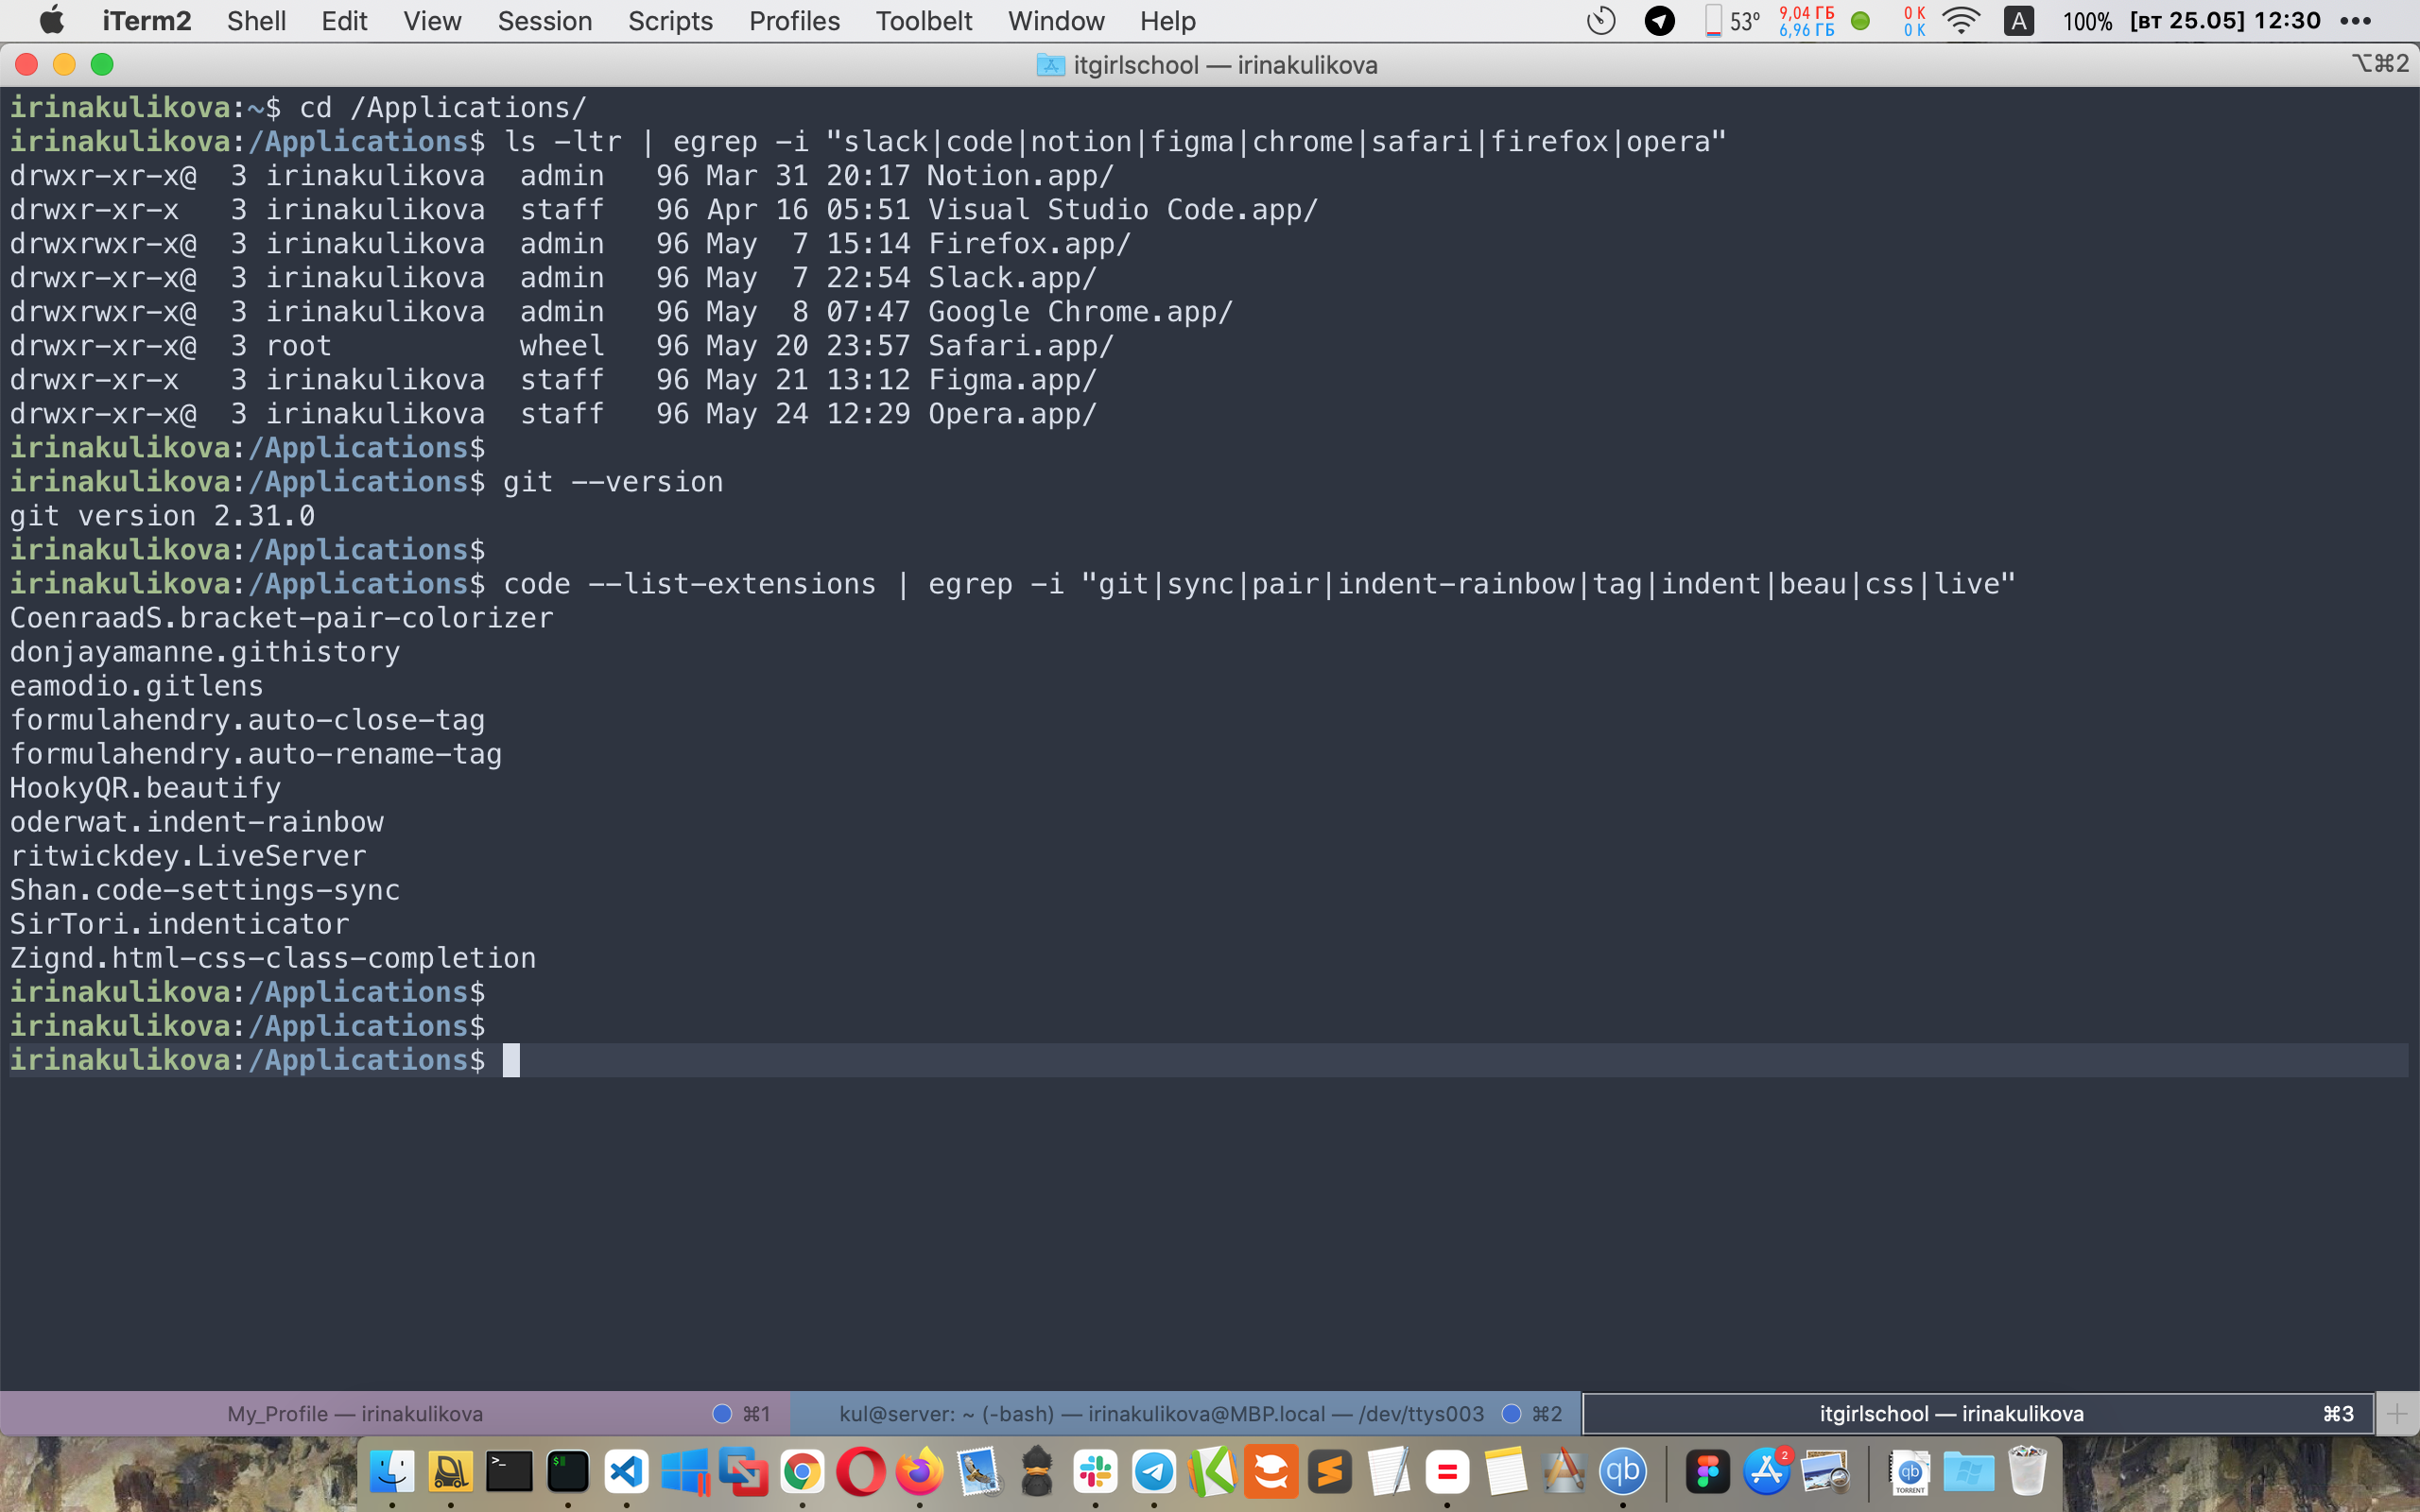 iTerm2 Shell Edit View Session Scripts Profiles Toolbelt Window Help 53° 9,04 ГБ 6,96 ГБ 0 K 0 K A 100% [вт 25.05] 12:30 •••
itgirlschool — irinakulikova ⌥⌘2
irinakulikova:~$ cd /Applications/
irinakulikova:/Applications$ ls -ltr | egrep -i "slack|code|notion|figma|chrome|safari|firefox|opera"
drwxr-xr-x@  3 irinakulikova  admin   96 Mar 31 20:17 Notion.app/
drwxr-xr-x   3 irinakulikova  staff   96 Apr 16 05:51 Visual Studio Code.app/
drwxrwxr-x@  3 irinakulikova  admin   96 May  7 15:14 Firefox.app/
drwxr-xr-x@  3 irinakulikova  admin   96 May  7 22:54 Slack.app/
drwxrwxr-x@  3 irinakulikova  admin   96 May  8 07:47 Google Chrome.app/
drwxr-xr-x@  3 root           wheel   96 May 20 23:57 Safari.app/
drwxr-xr-x   3 irinakulikova  staff   96 May 21 13:12 Figma.app/
drwxr-xr-x@  3 irinakulikova  staff   96 May 24 12:29 Opera.app/
irinakulikova:/Applications$
irinakulikova:/Applications$ git --version
git version 2.31.0
irinakulikova:/Applications$
irinakulikova:/Applications$ code --list-extensions | egrep -i "git|sync|pair|indent-rainbow|tag|indent|beau|css|live"
CoenraadS.bracket-pair-colorizer
donjayamanne.githistory
eamodio.gitlens
formulahendry.auto-close-tag
formulahendry.auto-rename-tag
HookyQR.beautify
oderwat.indent-rainbow
ritwickdey.LiveServer
Shan.code-settings-sync
SirTori.indenticator
Zignd.html-css-class-completion
irinakulikova:/Applications$
irinakulikova:/Applications$
irinakulikova:/Applications$
My_Profile — irinakulikova ⌘1 kul@server: ~ (-bash) — irinakulikova@MBP.local — /dev/ttys003 ⌘2 itgirlschool — irinakulikova ⌘3
>_ $ qb 2 qb TORRENT